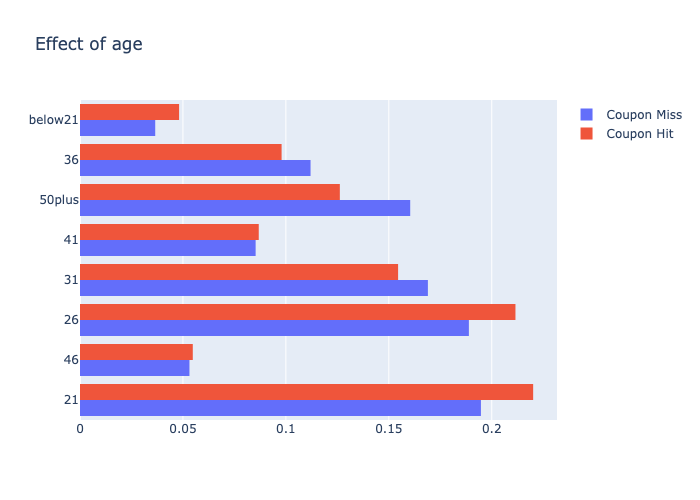 Effect of age
Coupon Miss
Coupon Hit
below21
36
50plus
41
31
26
46
21
0 0.05 0.1 0.15 0.2